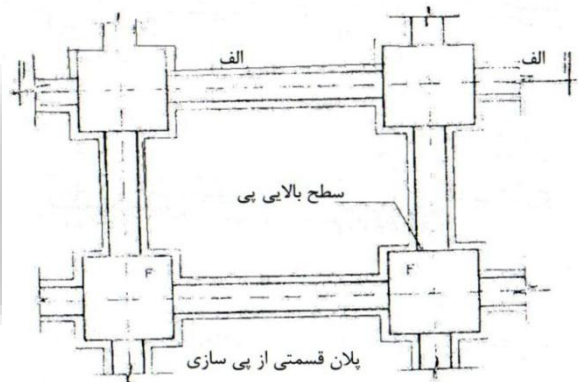 الف
الف
سطح بالایی پی
F
F
پلان قسمتی از پی سازی